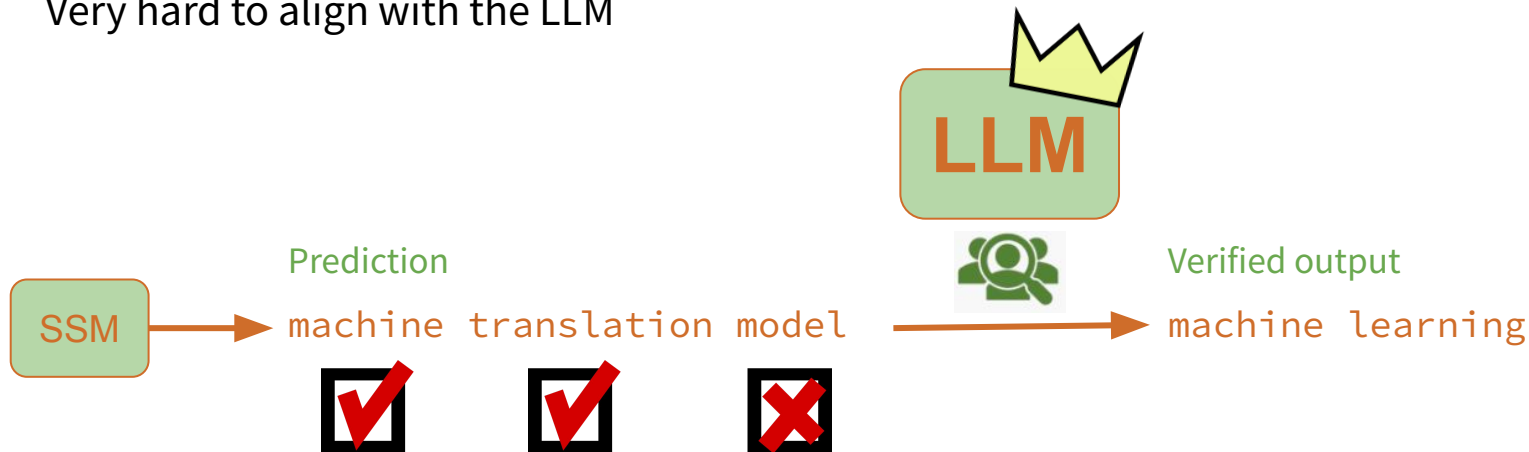 Very hard to align with the LLM
LLM
Prediction
Verified output
SSM
machine translation model
machine learning